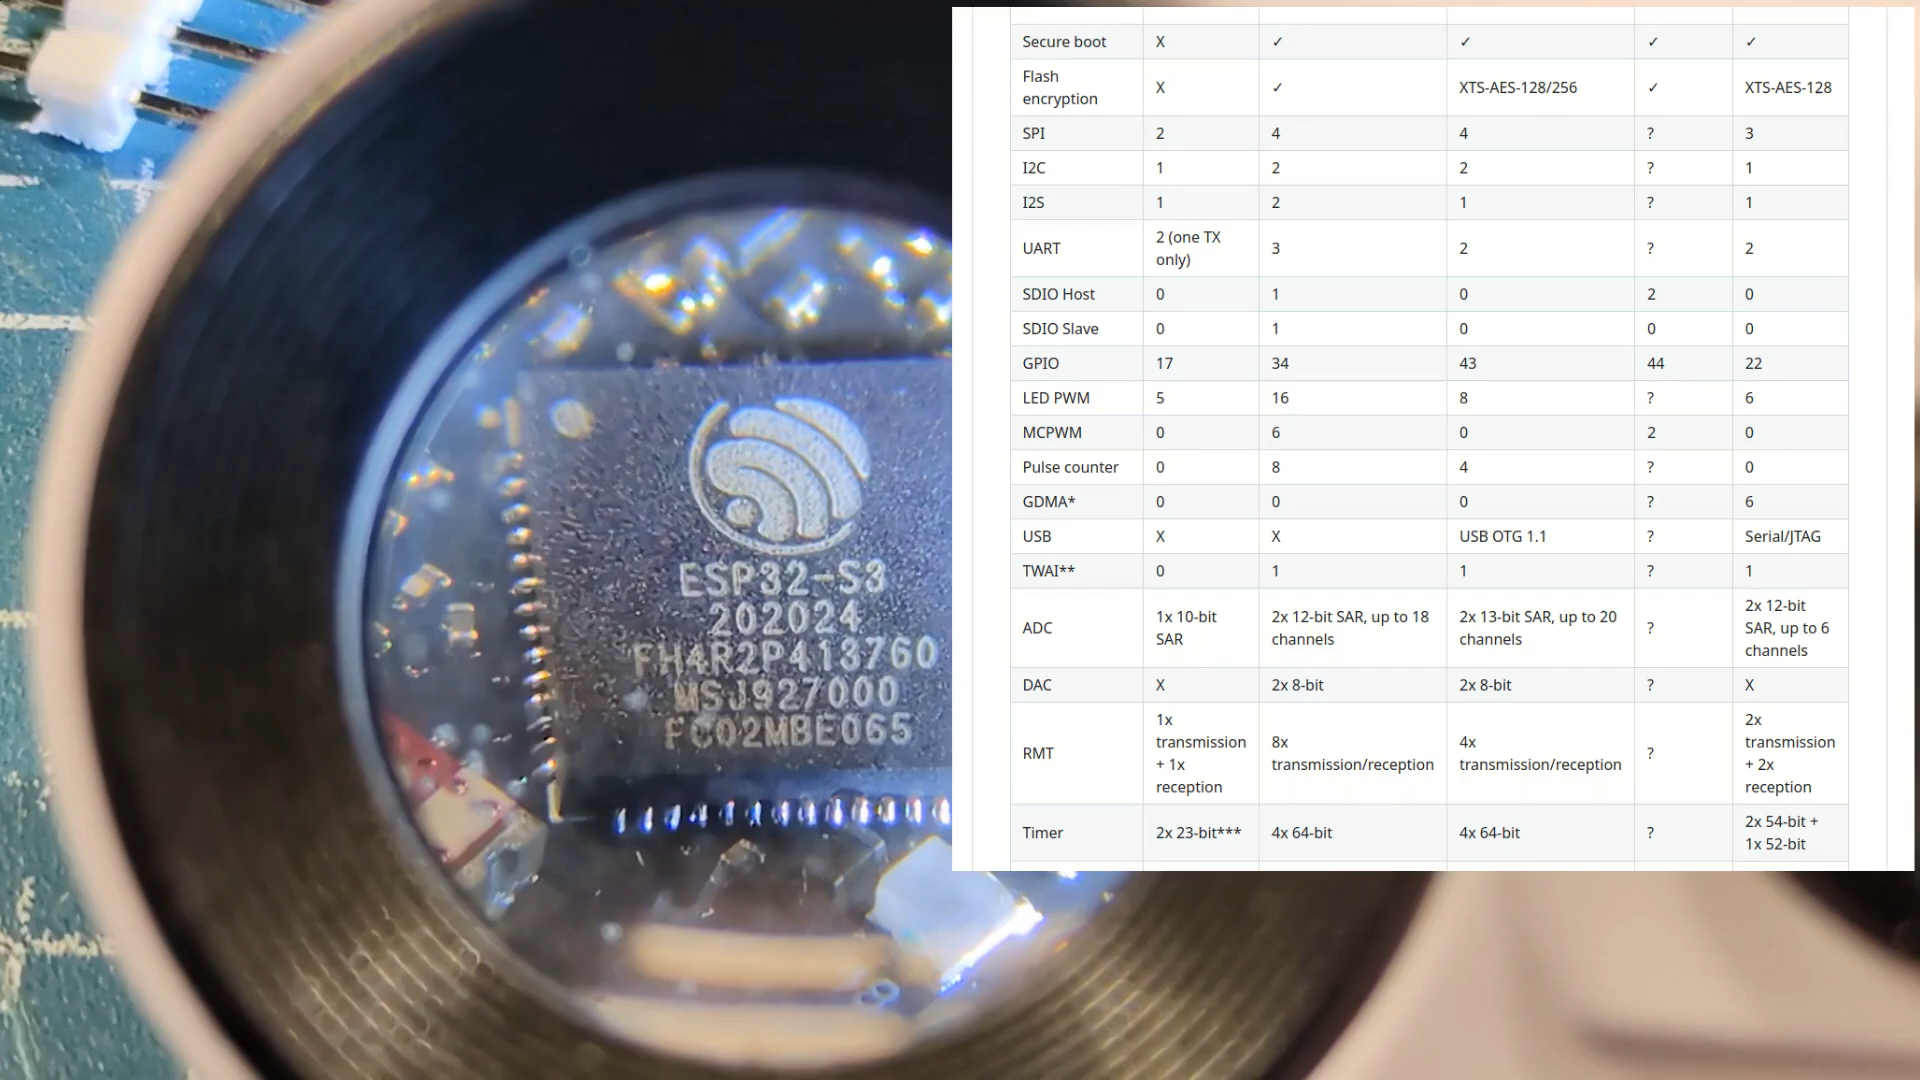 ESP32-S3
202024
FH4R2P413760
MSJ927000
FC02MBE065
Secure boot X ✓ ✓ ✓ ✓
Flash encryption X ✓ XTS-AES-128/256 ✓ XTS-AES-128
SPI 2 4 4 ? 3
I2C 1 2 2 ? 1
I2S 1 2 1 ? 1
UART 2 (one TX only) 3 2 ? 2
SDIO Host 0 1 0 2 0
SDIO Slave 0 1 0 0 0
GPIO 17 34 43 44 22
LED PWM 5 16 8 ? 6
MCPWM 0 6 0 2 0
Pulse counter 0 8 4 ? 0
GDMA* 0 0 0 ? 6
USB X X USB OTG 1.1 ? Serial/JTAG
TWAI** 0 1 1 ? 1
ADC 1x 10-bit SAR 2x 12-bit SAR, up to 18 channels 2x 13-bit SAR, up to 20 channels ? 2x 12-bit SAR, up to 6 channels
DAC X 2x 8-bit 2x 8-bit ? X
RMT 1x transmission + 1x reception 8x transmission/reception 4x transmission/reception ? 2x transmission + 2x reception
Timer 2x 23-bit*** 4x 64-bit 4x 64-bit ? 2x 54-bit + 1x 52-bit